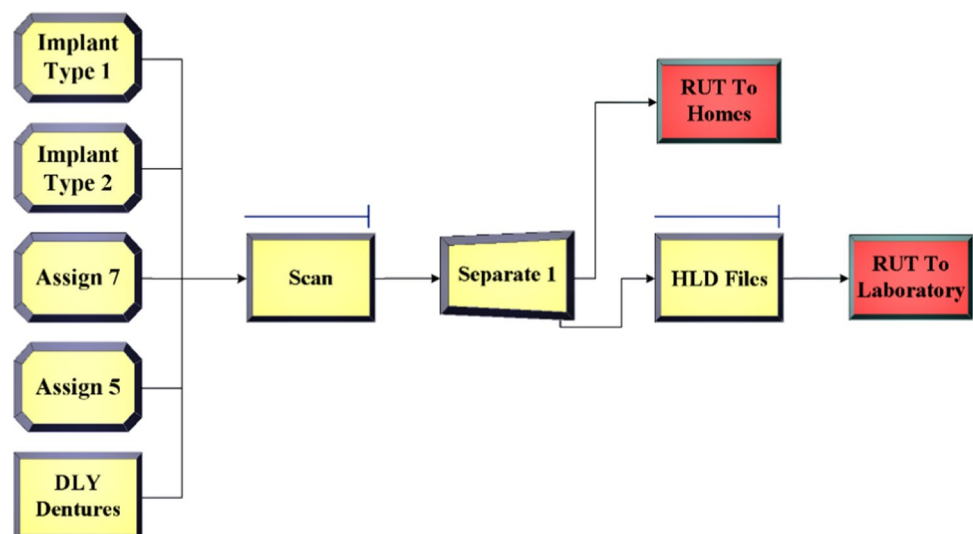 Implant
Type 1
Implant
Type 2
Assign 7
Assign 5
DLY
Dentures
Scan
Separate 1
RUT To
Homes
HLD Files
RUT To
Laboratory